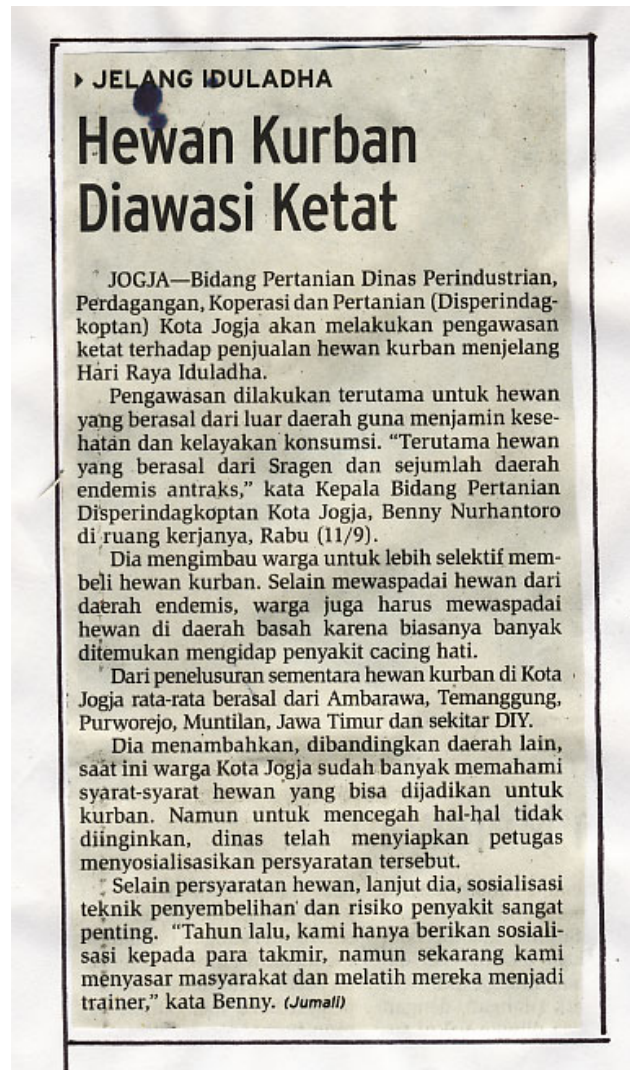 JELANG IDULADHA
Hewan Kurban
Diawasi Ketat
JOGJA—Bidang Pertanian Dinas Perindustrian,
Perdagangan, Koperasi dan Pertanian (Disperindag-
koptan) Kota Jogja akan melakukan pengawasan
ketat terhadap penjualan hewan kurban menjelang
Hari Raya Iduladha.
Pengawasan dilakukan terutama untuk hewan
yang berasal dari luar daerah guna menjamin kese-
hatan dan kelayakan konsumsi. “Terutama hewan
yang berasal dari Sragen dan sejumlah daerah
endemis antraks,” kata Kepala Bidang Pertanian
Disperindagkoptan Kota Jogja, Benny Nurhantoro
di ruang kerjanya, Rabu (11/9).
Dia mengimbau warga untuk lebih selektif mem-
beli hewan kurban. Selain mewaspadai hewan dari
daerah endemis, warga juga harus mewaspadai
hewan di daerah basah karena biasanya banyak
ditemukan mengidap penyakit cacing hati.
Dari penelusuran sementara hewan kurban di Kota
Jogja rata-rata berasal dari Ambarawa, Temanggung,
Purworejo, Muntilan, Jawa Timur dan sekitar DIY.
Dia menambahkan, dibandingkan daerah lain,
saat ini warga Kota Jogja sudah banyak memahami
syarat-syarat hewan yang bisa dijadikan untuk
kurban. Namun untuk mencegah hal-hal tidak
diinginkan, dinas telah menyiapkan petugas
menyosialisasikan persyaratan tersebut.
Selain persyaratan hewan, lanjut dia, sosialisasi
teknik penyembelihan dan risiko penyakit sangat
penting. “Tahun lalu, kami hanya berikan sosiali-
sasi kepada para takmir, namun sekarang kami
menyasar masyarakat dan melatih mereka menjadi
trainer,” kata Benny. (Jumali)